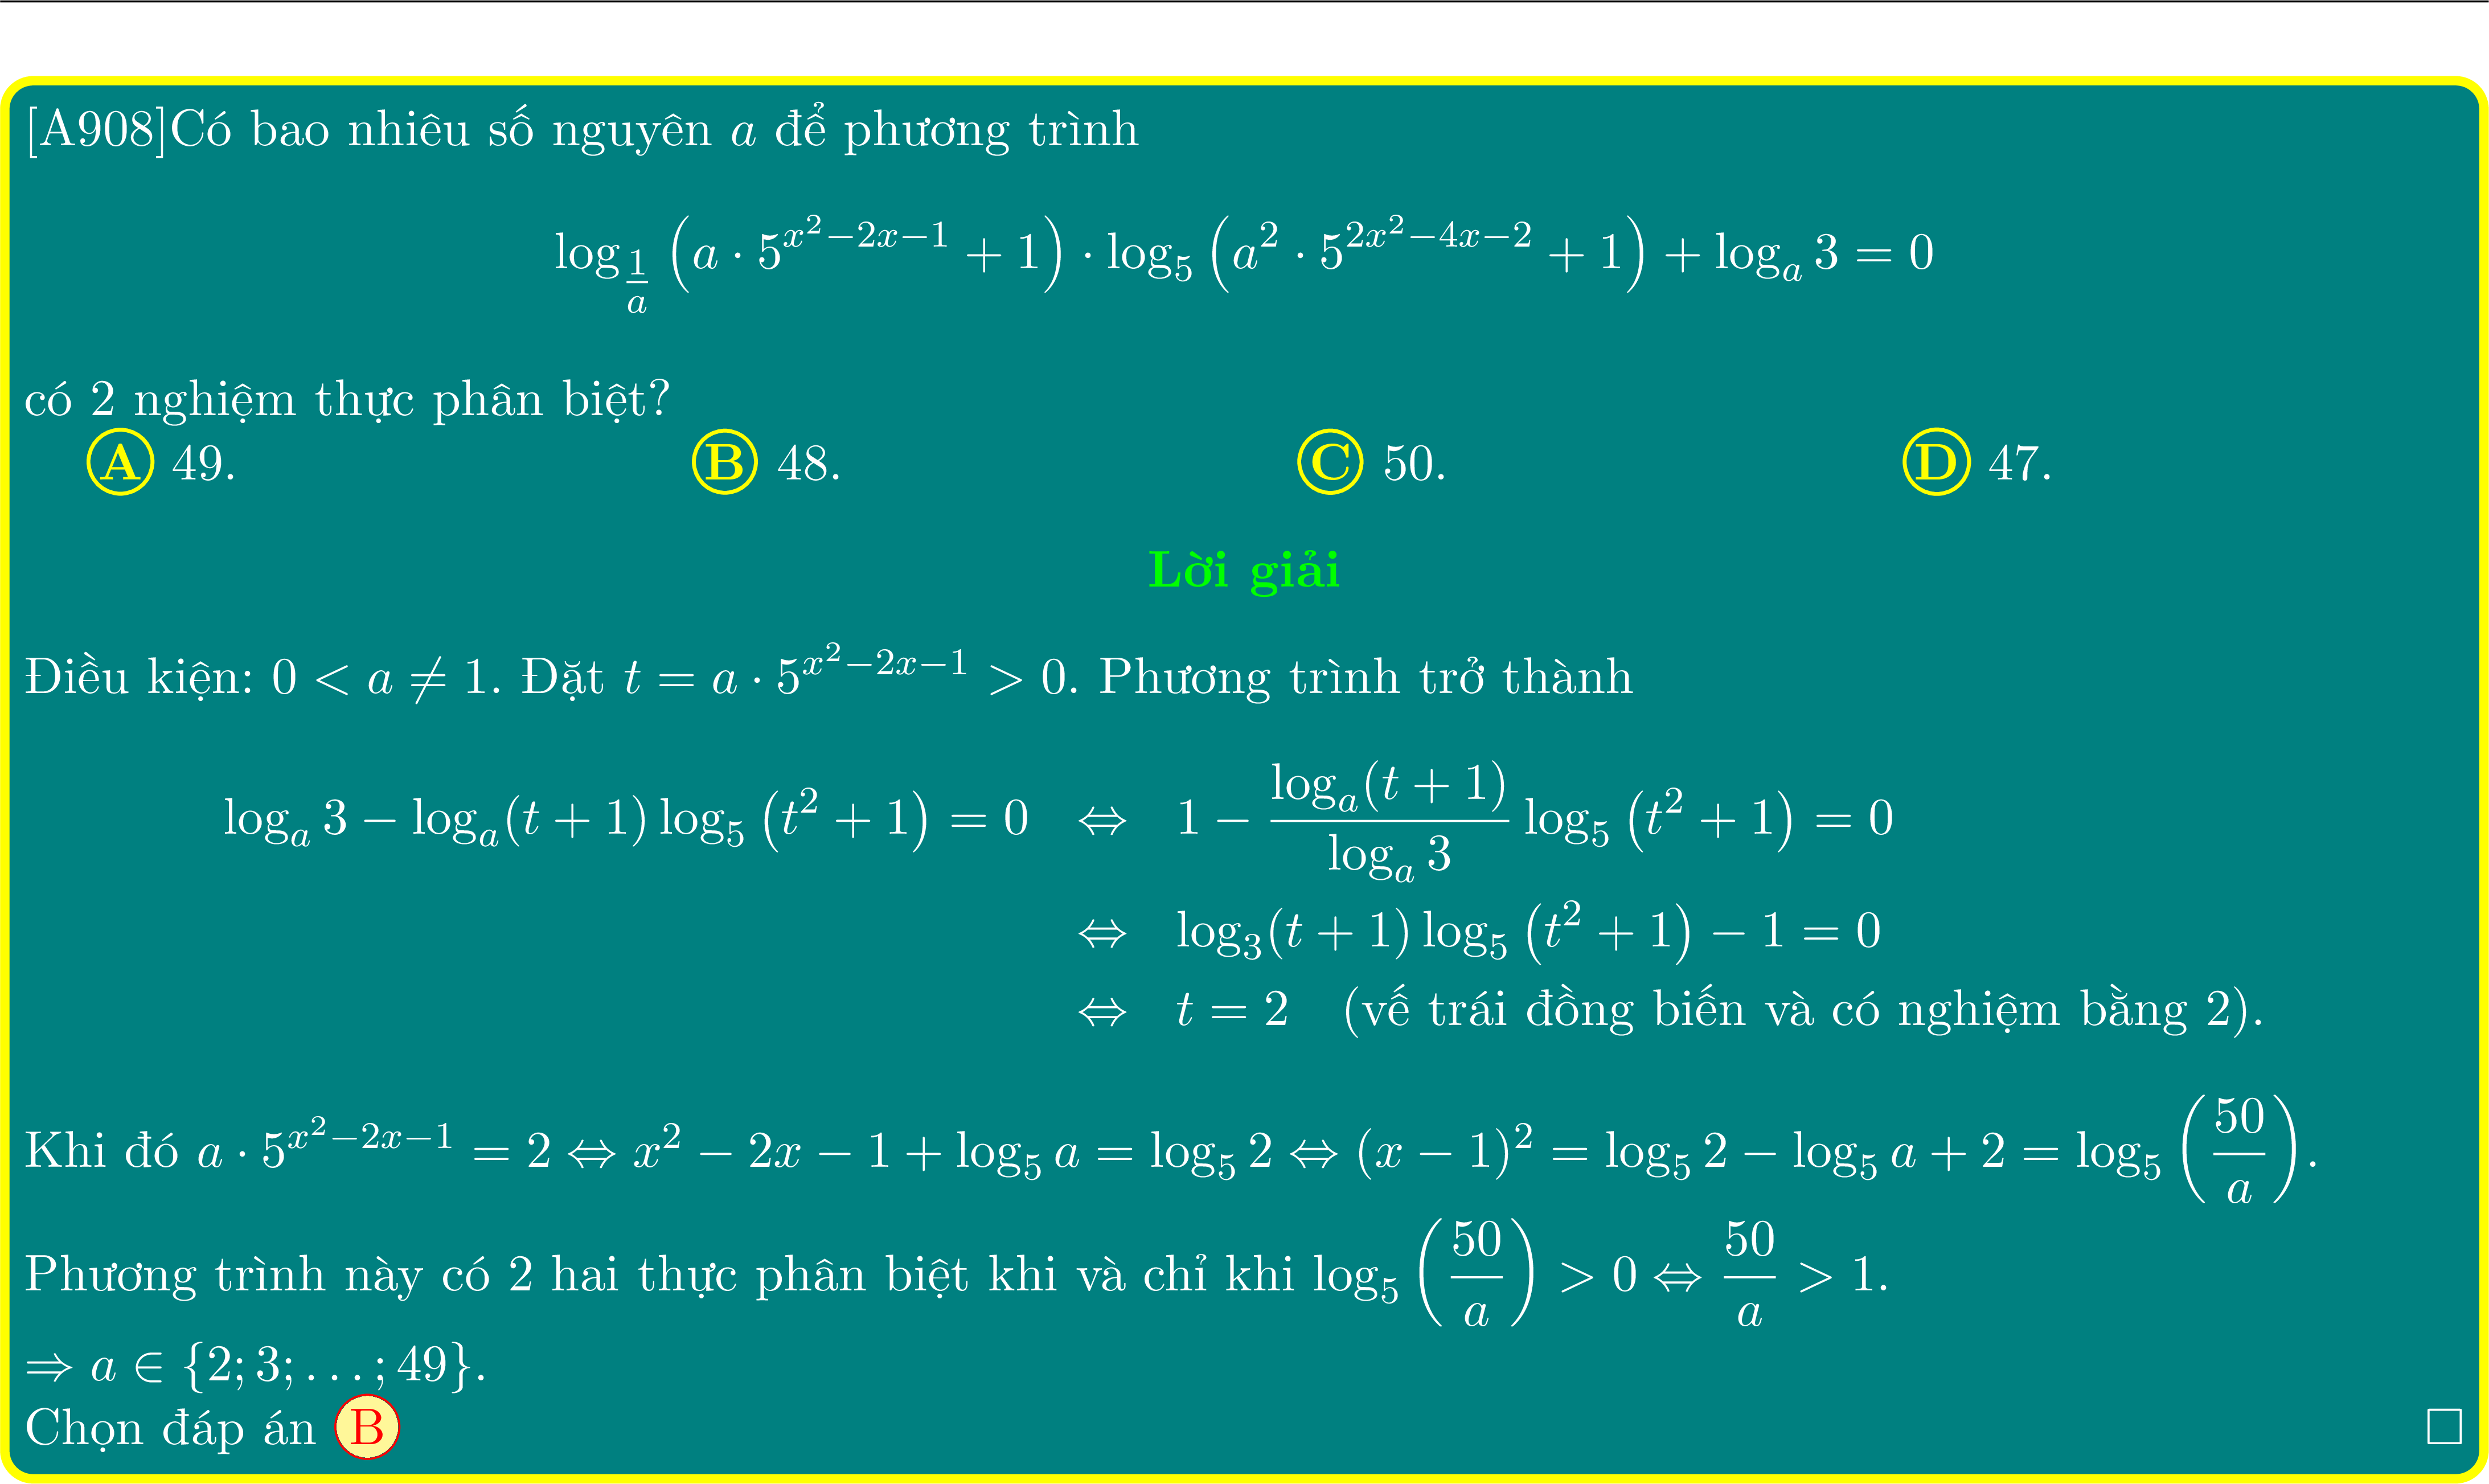 [A908]Có bao nhiêu số nguyên $a$ để phương trình
$\log_{\frac{1}{a}} \left(a \cdot 5^{x^2-2x-1} + 1\right) \cdot \log_5 \left(a^2 \cdot 5^{2x^2-4x-2} + 1\right) + \log_a 3 = 0$
có 2 nghiệm thực phân biệt?
Ⓐ 49. Ⓑ 48. Ⓒ 50. Ⓓ 47.
Lời giải
Điều kiện: $0 < a \neq 1$. Đặt $t = a \cdot 5^{x^2-2x-1} > 0$. Phương trình trở thành
$\log_a 3 - \log_a(t+1) \log_5 \left(t^2+1\right) = 0 \Leftrightarrow 1 - \frac{\log_a(t+1)}{\log_a 3} \log_5 \left(t^2+1\right) = 0$
$\Leftrightarrow \log_3(t+1) \log_5 \left(t^2+1\right) - 1 = 0$
$\Leftrightarrow t = 2$ (vế trái đồng biến và có nghiệm bằng 2).
Khi đó $a \cdot 5^{x^2-2x-1} = 2 \Leftrightarrow x^2 - 2x - 1 + \log_5 a = \log_5 2 \Leftrightarrow (x-1)^2 = \log_5 2 - \log_5 a + 2 = \log_5 \left(\frac{50}{a}\right)$.
Phương trình này có 2 hai thực phân biệt khi và chỉ khi $\log_5 \left(\frac{50}{a}\right) > 0 \Leftrightarrow \frac{50}{a} > 1$.
$\Rightarrow a \in \{2; 3; \ldots; 49\}$.
Chọn đáp án Ⓑ □